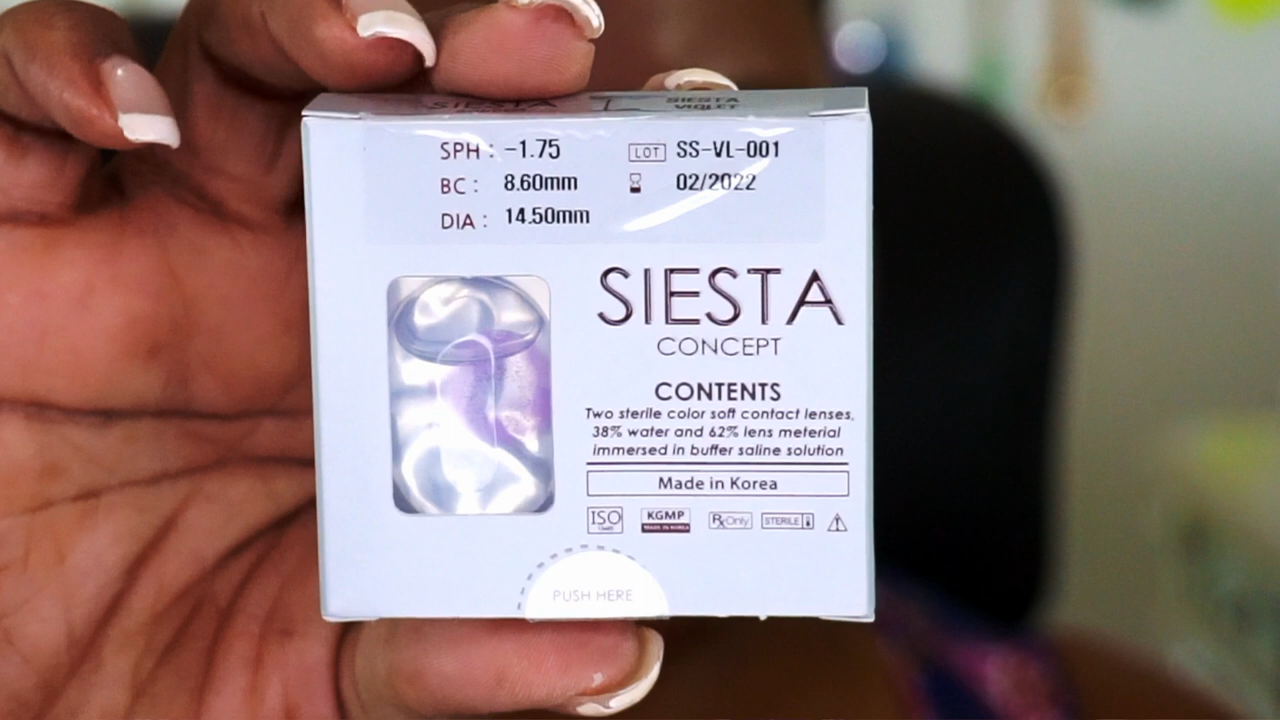 SIESTA
SIESTA
VIOLET
SPH : -1.75
LOT SS-VL-001
BC : 8.60mm
02/2022
DIA : 14.50mm
SIESTA
CONCEPT
CONTENTS
Two sterile color soft contact lenses,
38% water and 62% lens meterial
immersed in buffer saline solution
Made in Korea
ISO
KGMP
Rx Only
STERILE
PUSH HERE